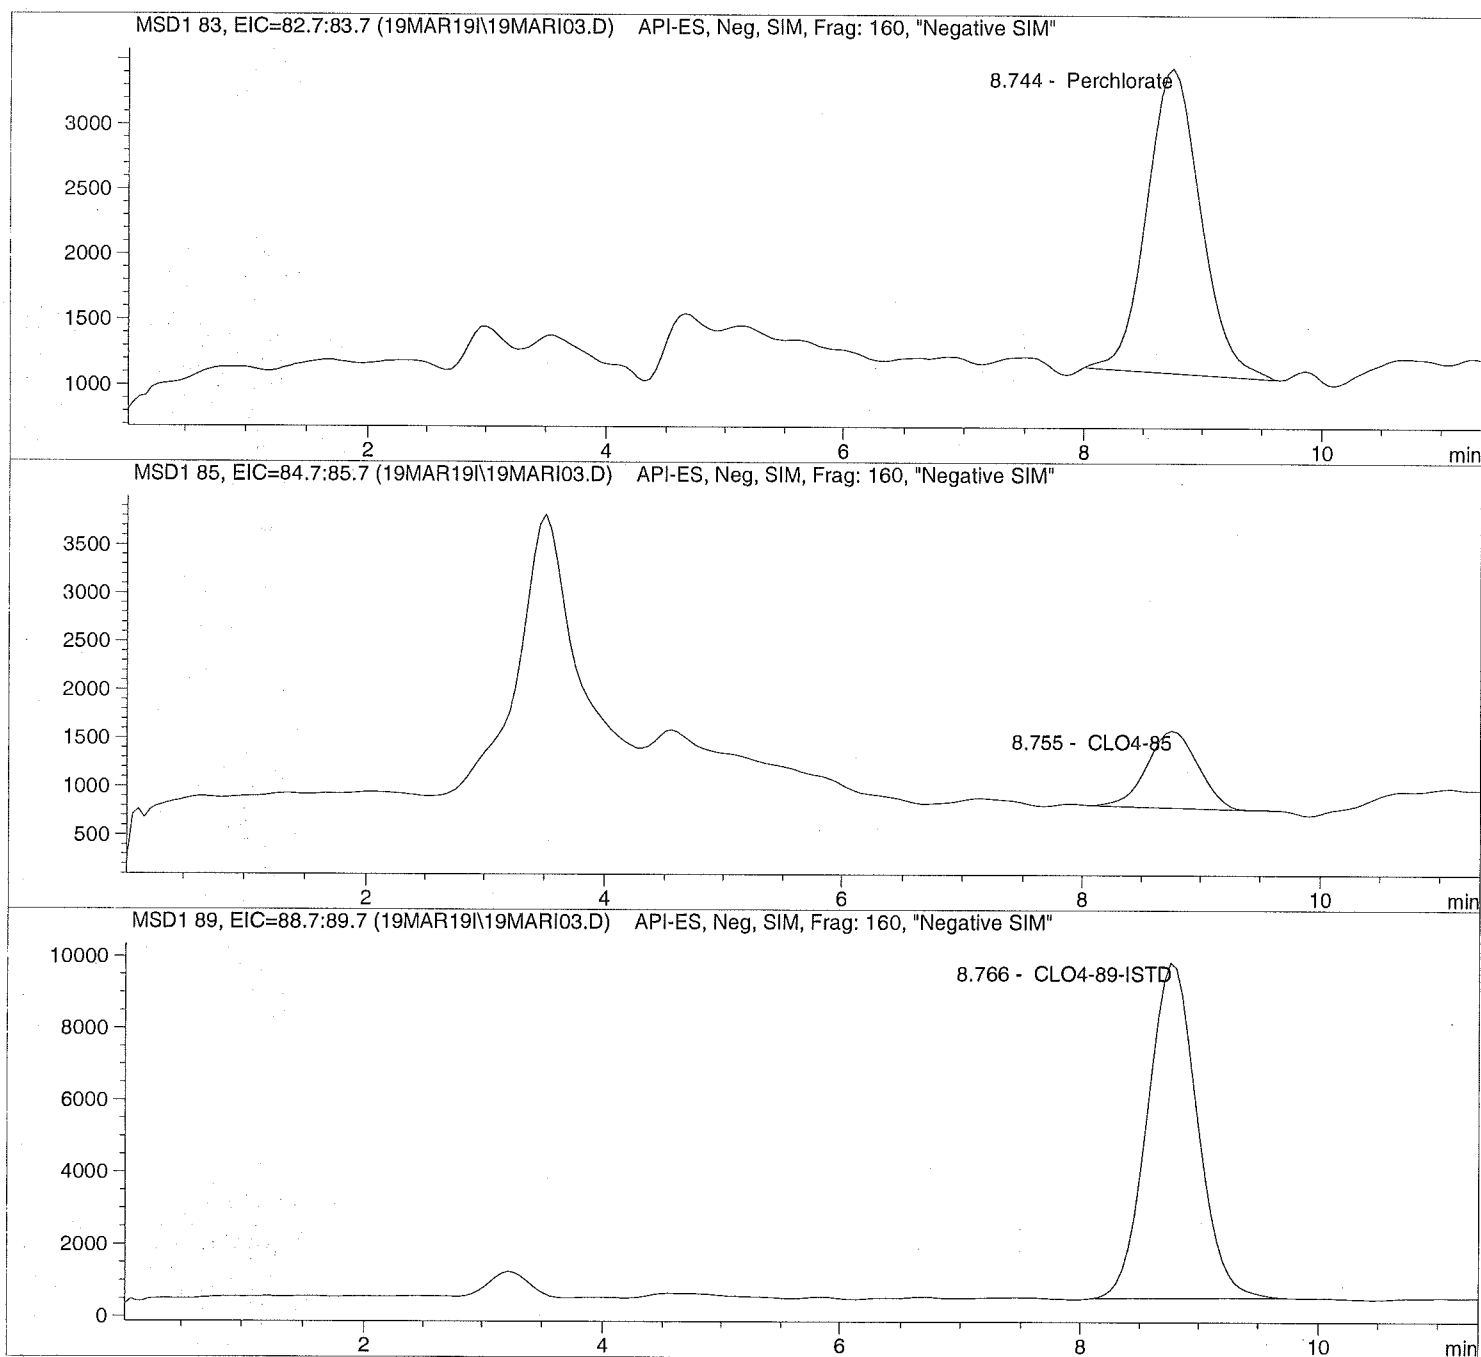 MSD1 83, EIC=82.7:83.7 (19MAR19I\19MARI03.D) API-ES, Neg, SIM, Frag: 160, "Negative SIM"
8.744 - Perchlorate
3000
2500
2000
1500
1000
2 4 6 8 10 min
MSD1 85, EIC=84.7:85.7 (19MAR19I\19MARI03.D) API-ES, Neg, SIM, Frag: 160, "Negative SIM"
3500
3000
2500
2000
1500
8.755 - CLO4-85
1000
500
2 4 6 8 10 min
MSD1 89, EIC=88.7:89.7 (19MAR19I\19MARI03.D) API-ES, Neg, SIM, Frag: 160, "Negative SIM"
10000
8.766 - CLO4-89-ISTD
8000
6000
4000
2000
0
2 4 6 8 10 min